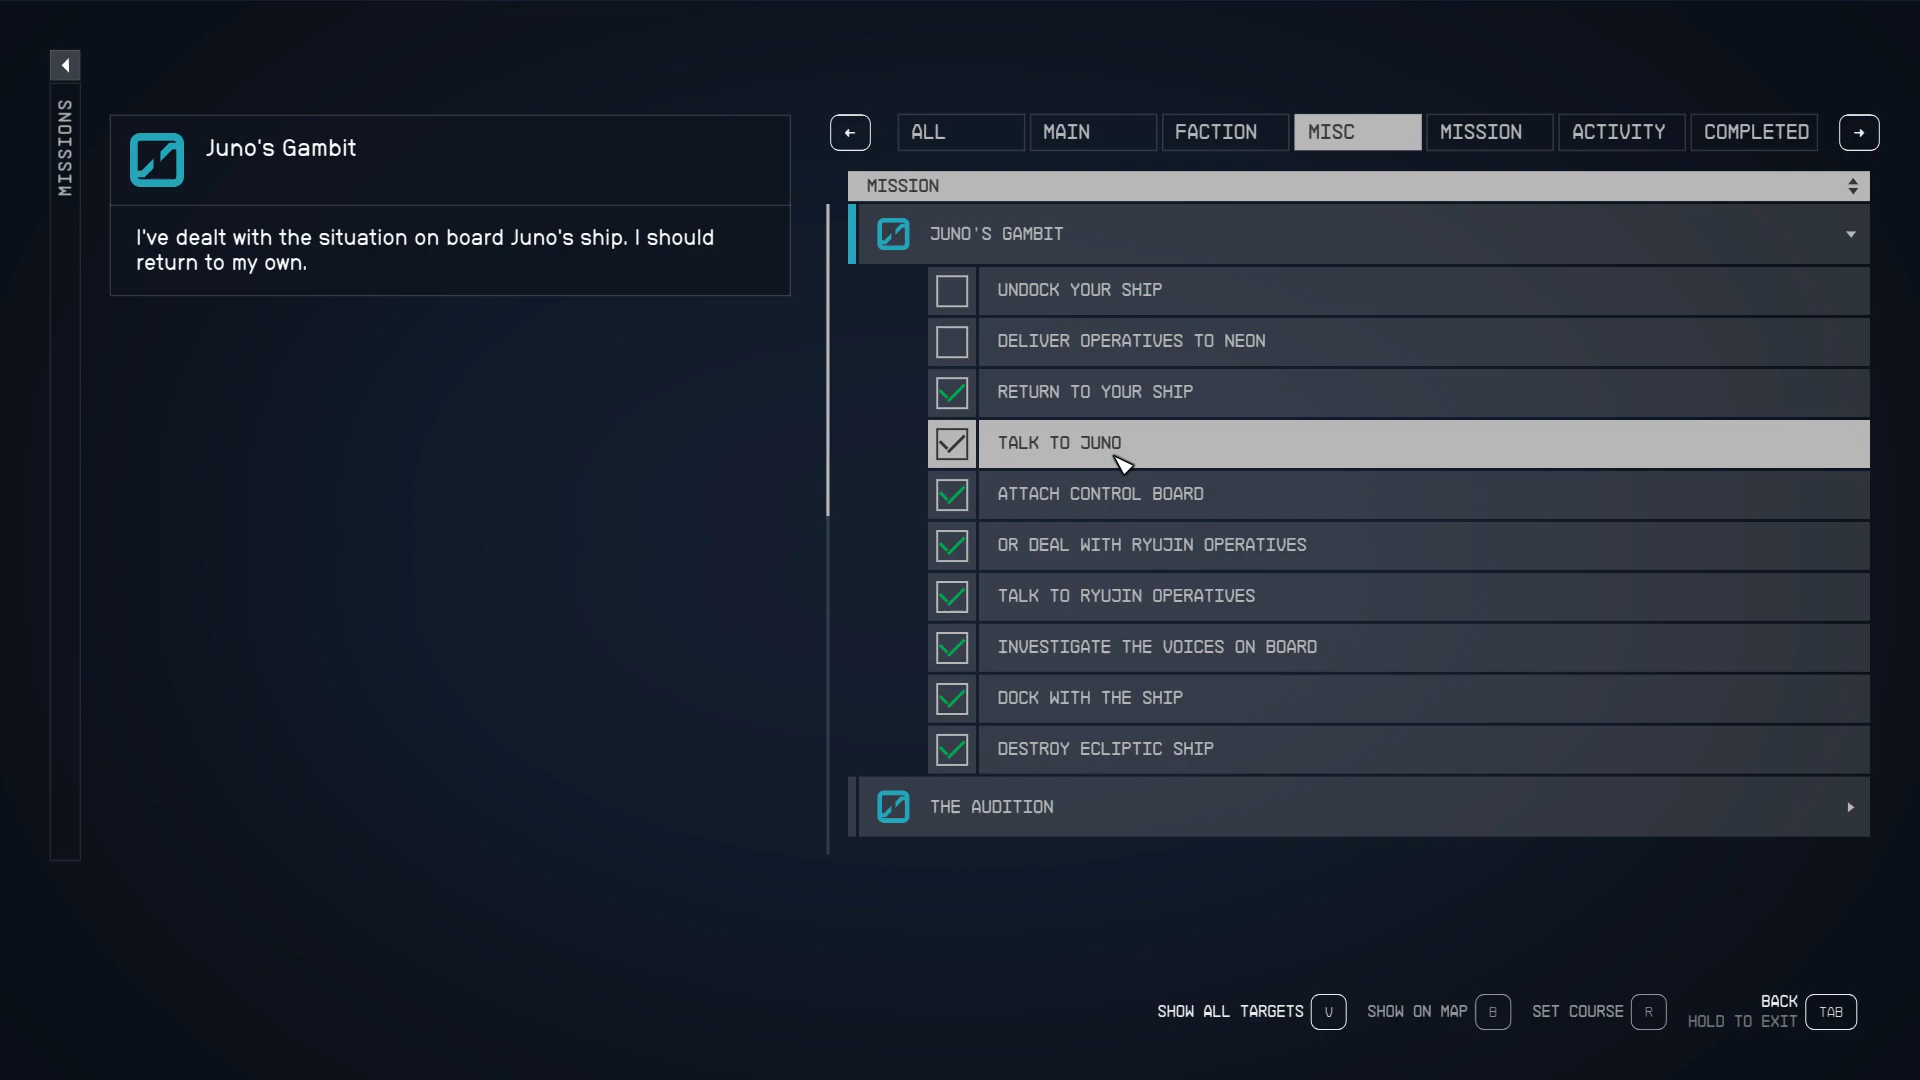 MISSIONS
Juno's Gambit
I've dealt with the situation on board Juno's ship. I should
return to my own.
ALL
MAIN
FACTION
MISC
MISSION
ACTIVITY
COMPLETED
MISSION
JUNO'S GAMBIT
UNDOCK YOUR SHIP
DELIVER OPERATIVES TO NEON
RETURN TO YOUR SHIP
TALK TO JUNO
ATTACH CONTROL BOARD
OR DEAL WITH RYUJIN OPERATIVES
TALK TO RYUJIN OPERATIVES
INVESTIGATE THE VOICES ON BOARD
DOCK WITH THE SHIP
DESTROY ECLIPTIC SHIP
THE AUDITION
SHOW ALL TARGETS V
SHOW ON MAP B
SET COURSE R
BACK
HOLD TO EXIT
TAB